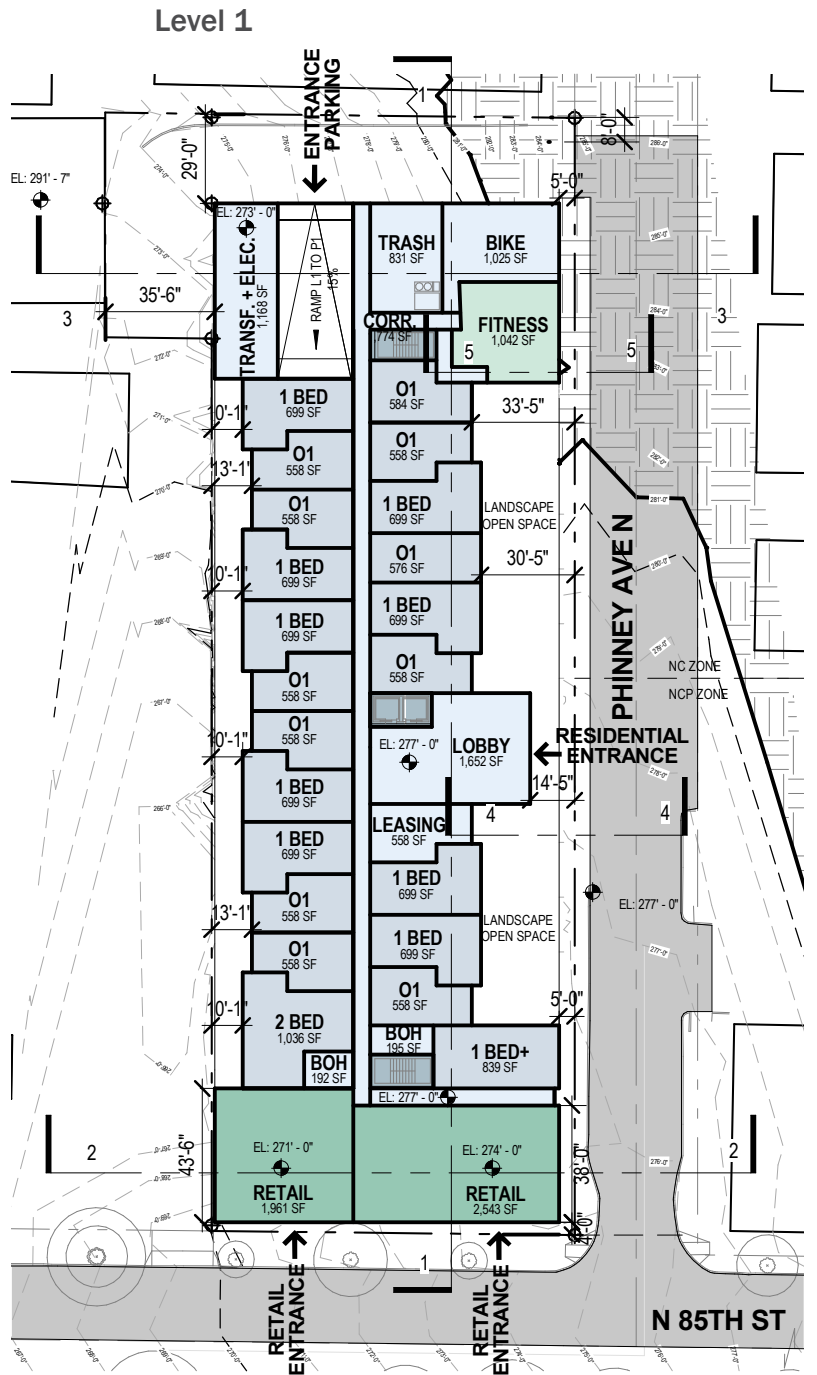 Level 1
ENTRANCE
PARKING
1
29'-0"
8'-0"
5'-0"
EL: 291' - 7"
EL: 273' - 0"
TRANSF. + ELEC.
1,168 SF
RAMP L1 TO P1
15%
TRASH
831 SF
BIKE
1,025 SF
35'-6"
3
3
CORR.
FITNESS
1,042 SF
5
5
1 BED
699 SF
O1
584 SF
33'-5"
13'-1"
O1
558 SF
O1
558 SF
O1
558 SF
1 BED
699 SF
LANDSCAPE
OPEN SPACE
1 BED
699 SF
O1
576 SF
30'-5"
1 BED
699 SF
1 BED
699 SF
PHINNEY AVE N
O1
558 SF
O1
558 SF
NC ZONE
NCP ZONE
O1
558 SF
EL: 277' - 0"
LOBBY
1,652 SF
RESIDENTIAL
ENTRANCE
1 BED
699 SF
14'-5"
LEASING
558 SF
4
4
1 BED
699 SF
1 BED
699 SF
O1
558 SF
EL: 277' - 0"
13'-1"
LANDSCAPE
OPEN SPACE
1 BED
699 SF
O1
558 SF
O1
558 SF
5'-0"
2 BED
1,036 SF
BOH
195 SF
1 BED+
839 SF
BOH
192 SF
EL: 277' - 0"
43'-6"
38'-0"
2
2
EL: 271' - 0"
EL: 274' - 0"
RETAIL
1,961 SF
RETAIL
2,543 SF
1
RETAIL
ENTRANCE
RETAIL
ENTRANCE
N 85TH ST